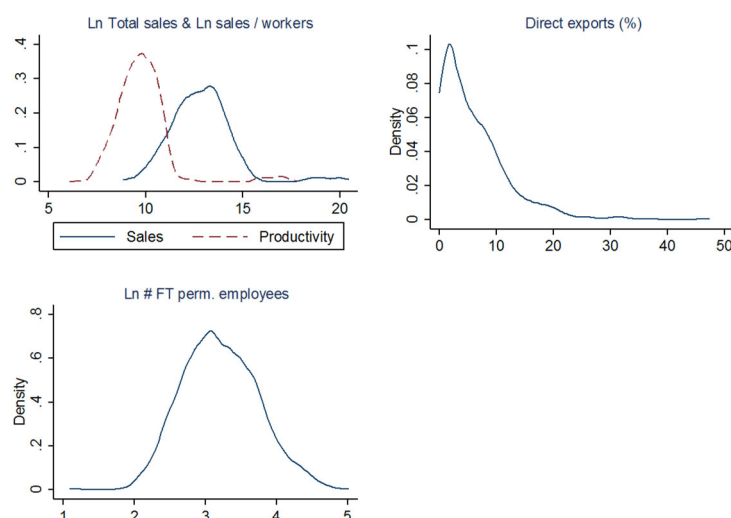 Ln Total sales & Ln sales / workers
.4
.3
.2
.1
0
5 10 15 20
Sales Productivity
Direct exports (%)
Density
.1
.08
.06
.04
.02
0
0 10 20 30 40 50
Ln # FT perm. employees
Density
.8
.6
.4
.2
0
1 2 3 4 5